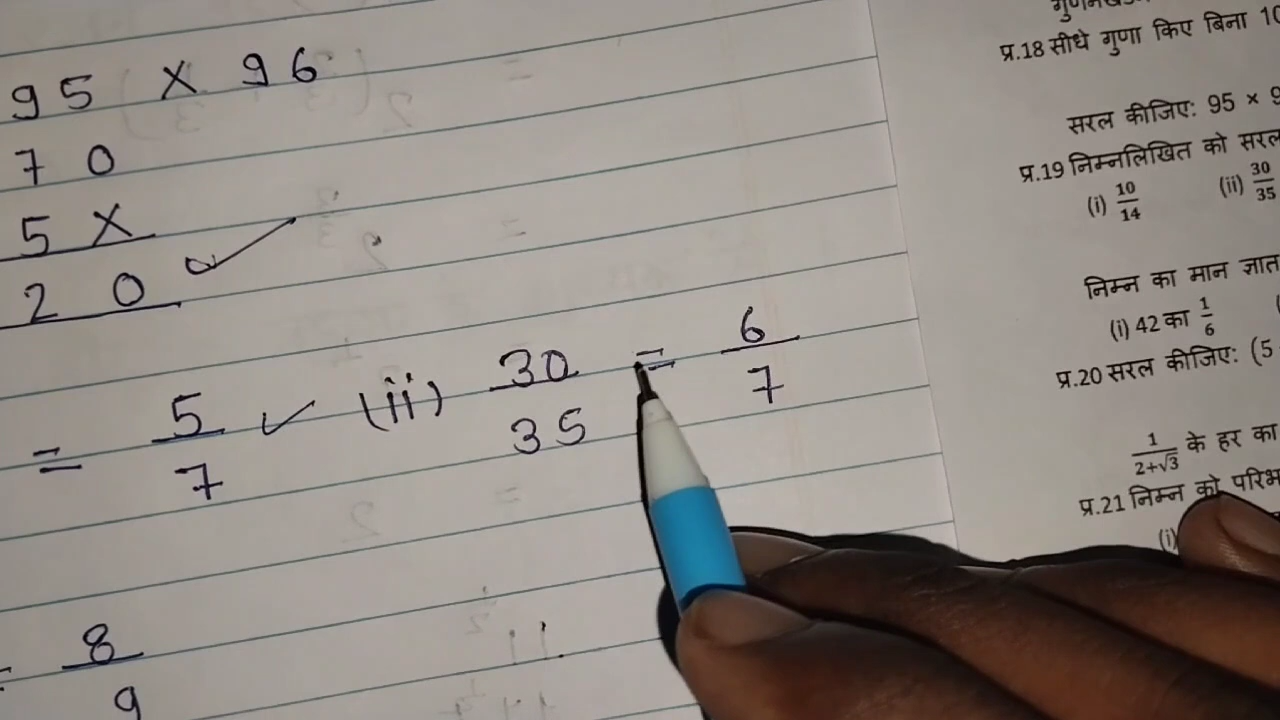 95 × 96
70
5×
20 ✓
= 5/7 ✓ (ii) 30/35 = 6/7
8/9
प्र.18 सीधे गुणा किए बिना 10
सरल कीजिए: 95 × 9
प्र.19 निम्नलिखित को सरल
(i) 10/14 (ii) 30/35
निम्न का मान ज्ञात
(i) 42 का 1/6 (
प्र.20 सरल कीजिए: (5
1/2+√3 के हर का
प्र.21 निम्न को परिभ
(i)